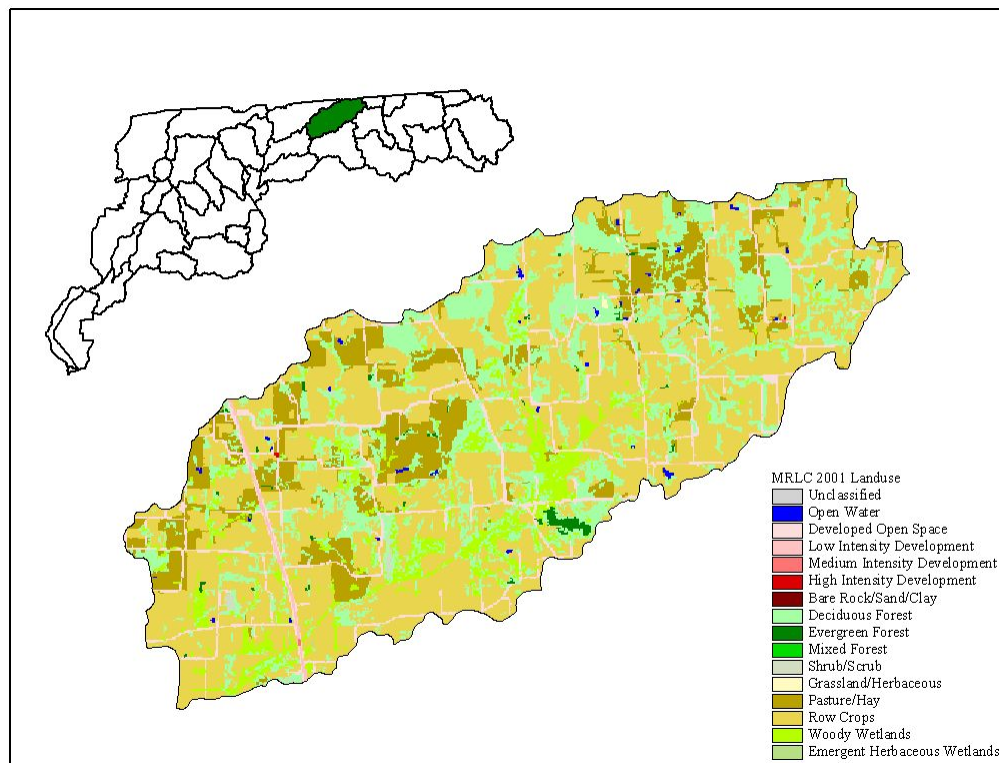 MRLC 2001 Landuse
Unclassified
Open Water
Developed Open Space
Low Intensity Development
Medium Intensity Development
High Intensity Development
Bare Rock/Sand/Clay
Deciduous Forest
Evergreen Forest
Mixed Forest
Shrub/Scrub
Grassland/Herbaceous
Pasture/Hay
Row Crops
Woody Wetlands
Emergent Herbaceous Wetlands